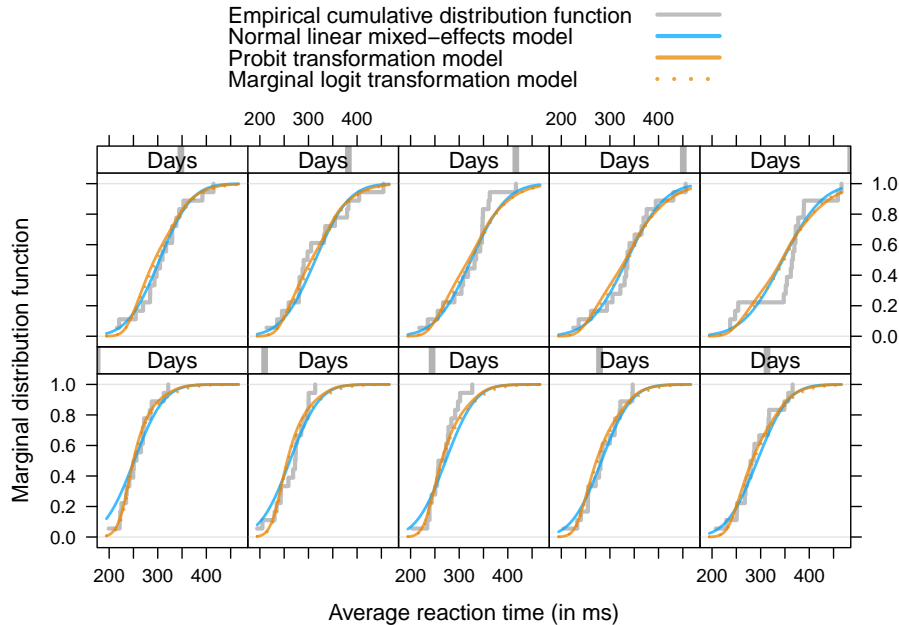 Empirical cumulative distribution function
Normal linear mixed−effects model
Probit transformation model
Marginal logit transformation model
200 300 400 200 300 400
Days Days Days Days Days
1.0
0.8
0.6
0.4
0.2
0.0
Days Days Days Days Days
1.0
0.8
0.6
0.4
0.2
0.0
200 300 400 200 300 400 200 300 400
Marginal distribution function
Average reaction time (in ms)